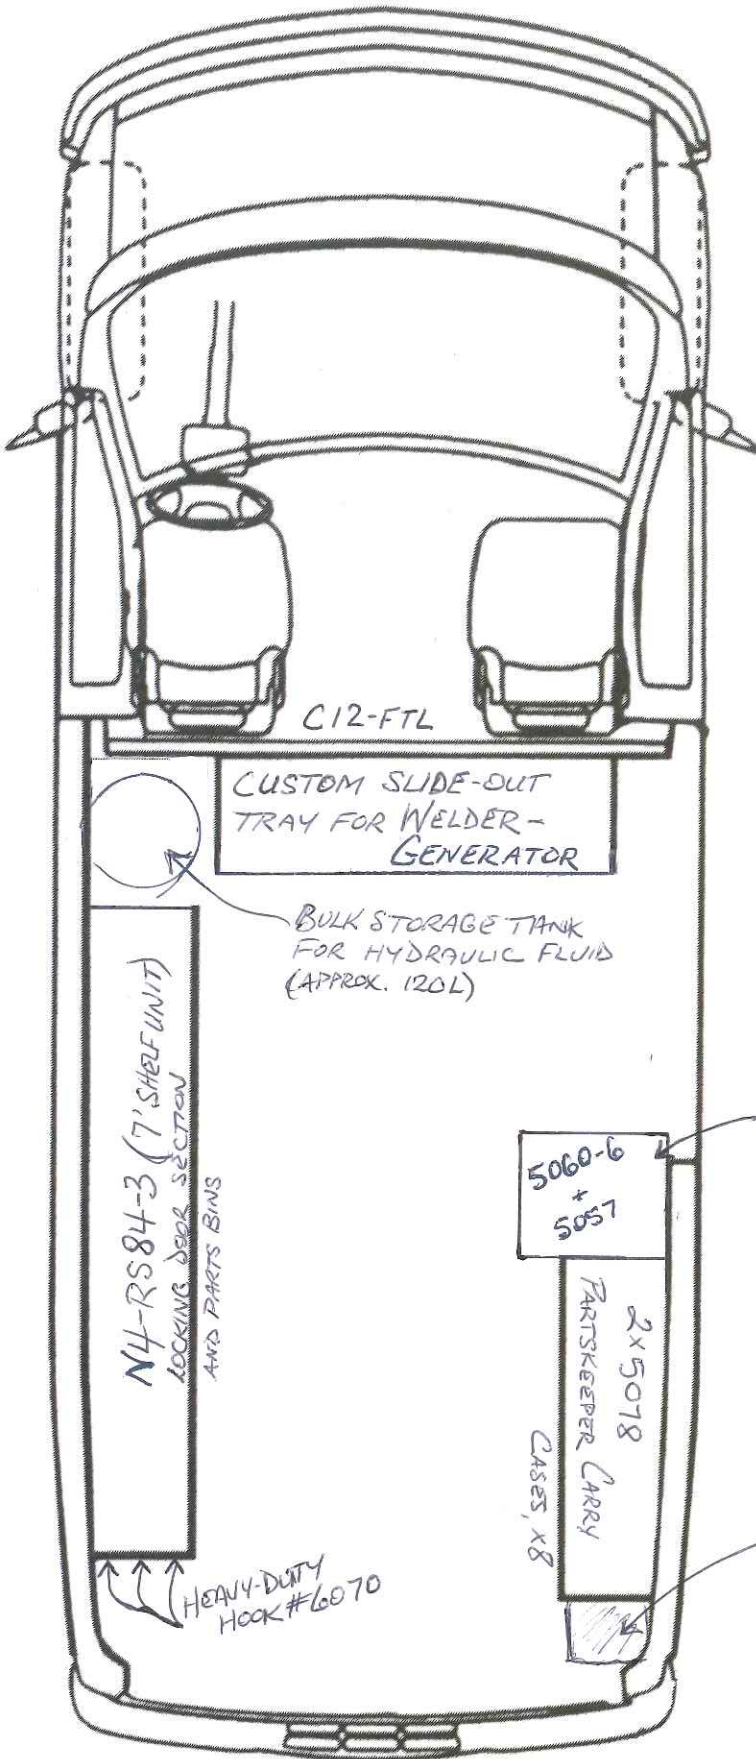 C12-FTL
CUSTOM SLIDE-OUT
TRAY FOR WELDER-
GENERATOR
BULK STORAGE TANK
FOR HYDRAULIC FLUID
(APPROX. 120L)
N4-RS84-3 (7' SHELF UNIT)
LOCKING DOOR SECTION
AND PARTS BINS
5060-6
+
5057
2x5078
PARTSKEEPER CARRY
CASES, x8
HEAVY-DUTY
HOOK #6070